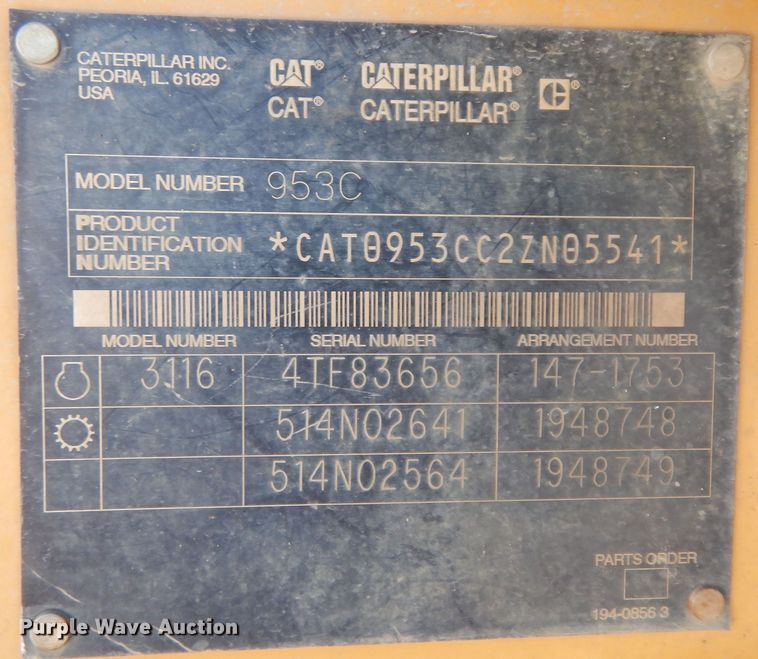 CATERPILLAR INC.
PEORIA, IL. 61629
USA
CAT® CATERPILLAR® ®
CAT® CATERPILLAR®
MODEL NUMBER 953C
PRODUCT
IDENTIFICATION
NUMBER
*CAT0953CC2ZN05541*
MODEL NUMBER SERIAL NUMBER ARRANGEMENT NUMBER
3116 4TF83656 147-1753
514N02641 1948748
514N02564 1948749
PARTS ORDER
194-0856 3
Purple Wave Auction